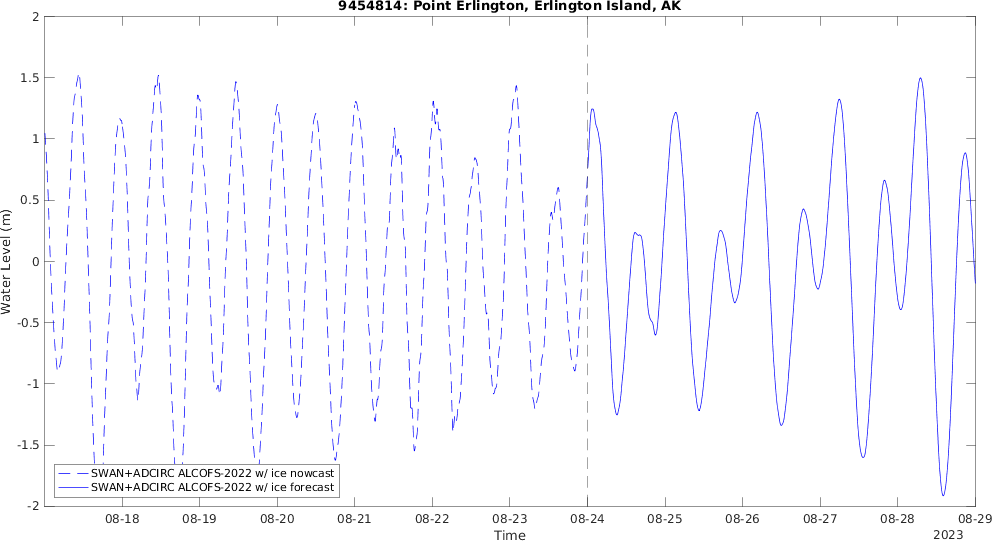 9454814: Point Erlington, Erlington Island, AK
Water Level (m)
2
1.5
1
0.5
0
-0.5
-1
-1.5
-2
SWAN+ADCIRC ALCOFS-2022 w/ ice nowcast
SWAN+ADCIRC ALCOFS-2022 w/ ice forecast
08-18 08-19 08-20 08-21 08-22 08-23 08-24 08-25 08-26 08-27 08-28 08-29
Time
2023